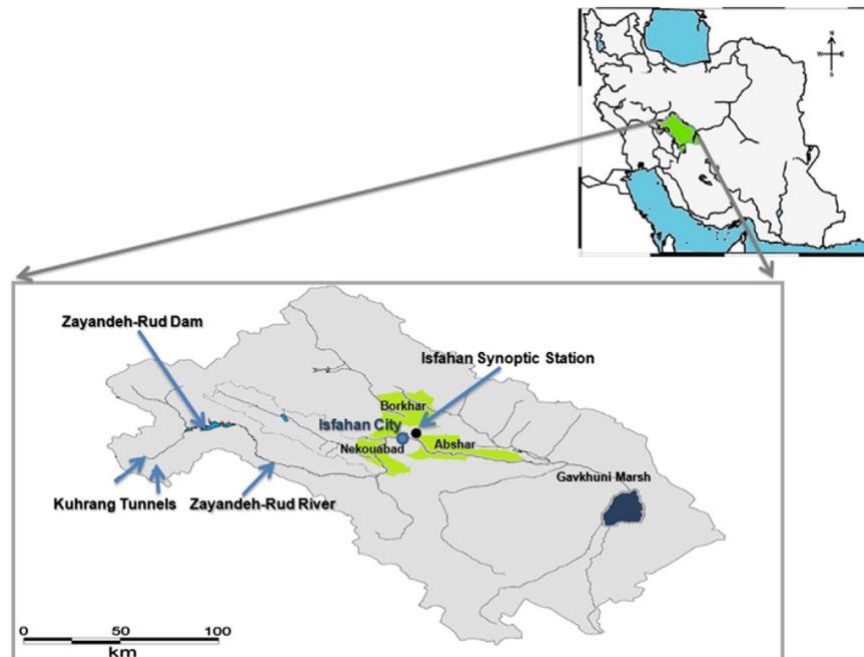 N
W E
S
Zayandeh-Rud Dam
Isfahan Synoptic Station
Borkhar
Isfahan City
Nekouabad
Abshar
Gavkhuni Marsh
Kuhrang Tunnels
Zayandeh-Rud River
0 50 100
km